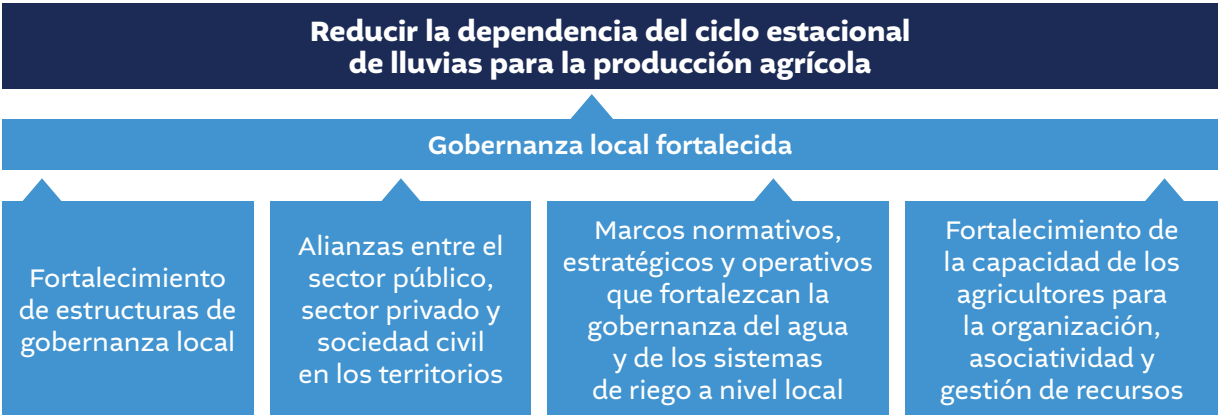 Reducir la dependencia del ciclo estacional
de lluvias para la producción agrícola
Gobernanza local fortalecida
Fortalecimiento
de estructuras de
gobernanza local
Alianzas entre el
sector público,
sector privado y
sociedad civil
en los territorios
Marcos normativos,
estratégicos y operativos
que fortalezcan la
gobernanza del agua
y de los sistemas
de riego a nivel local
Fortalecimiento de
la capacidad de los
agricultores para
la organización,
asociatividad y
gestión de recursos